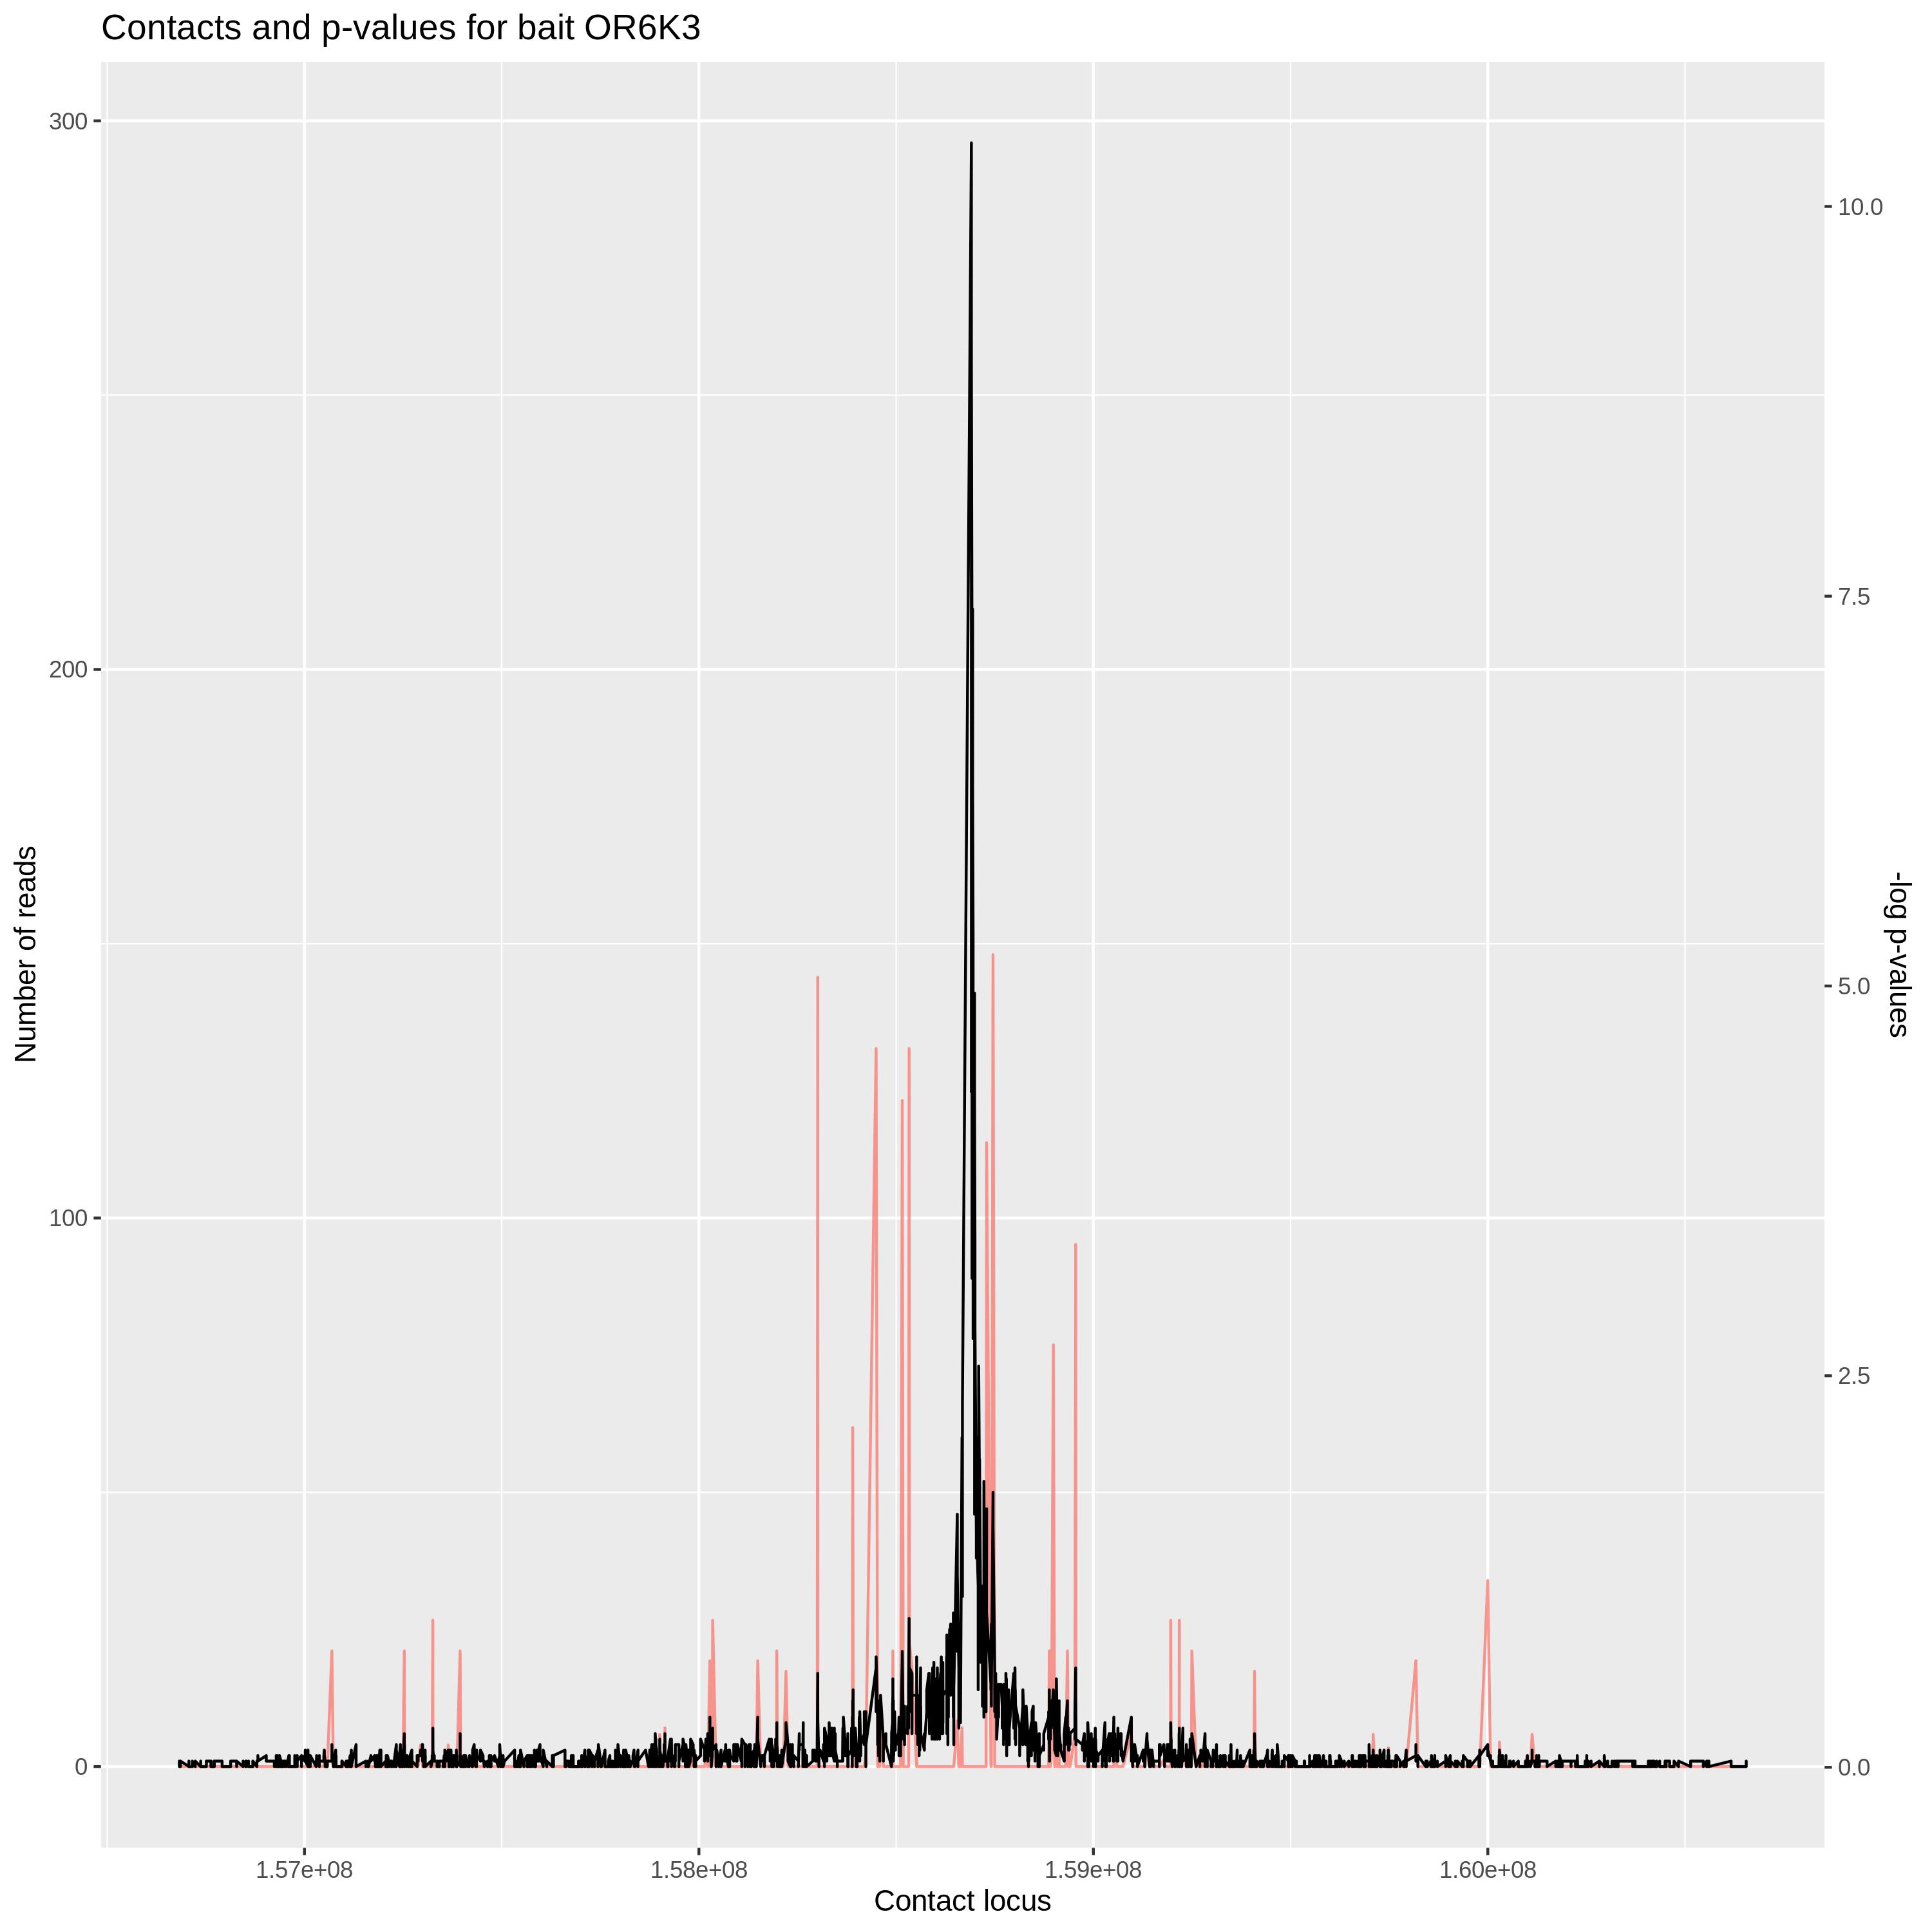 Contacts and p-values for bait OR6K3
300
200
100
0
Number of reads
10.0
7.5
5.0
2.5
0.0
-log p-values
1.57e+08
1.58e+08
1.59e+08
1.60e+08
Contact locus